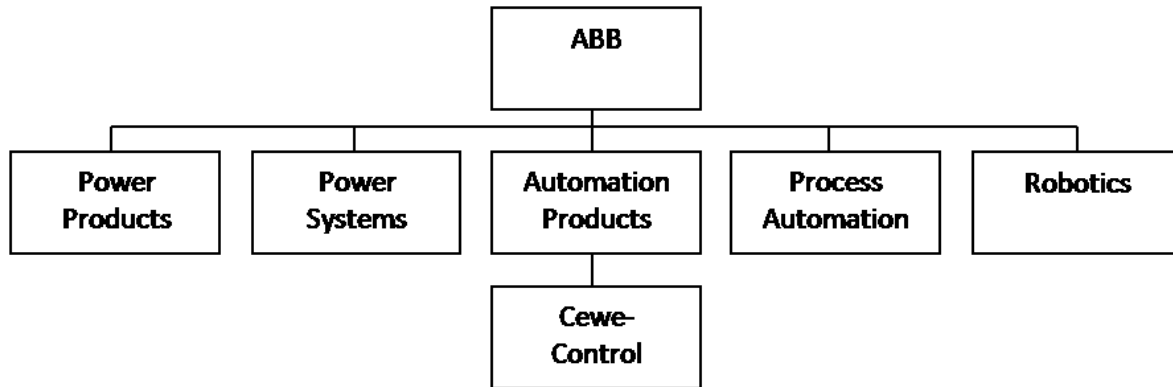 ABB
Power
Products
Power
Systems
Automation
Products
Process
Automation
Robotics
Cewe-
Control